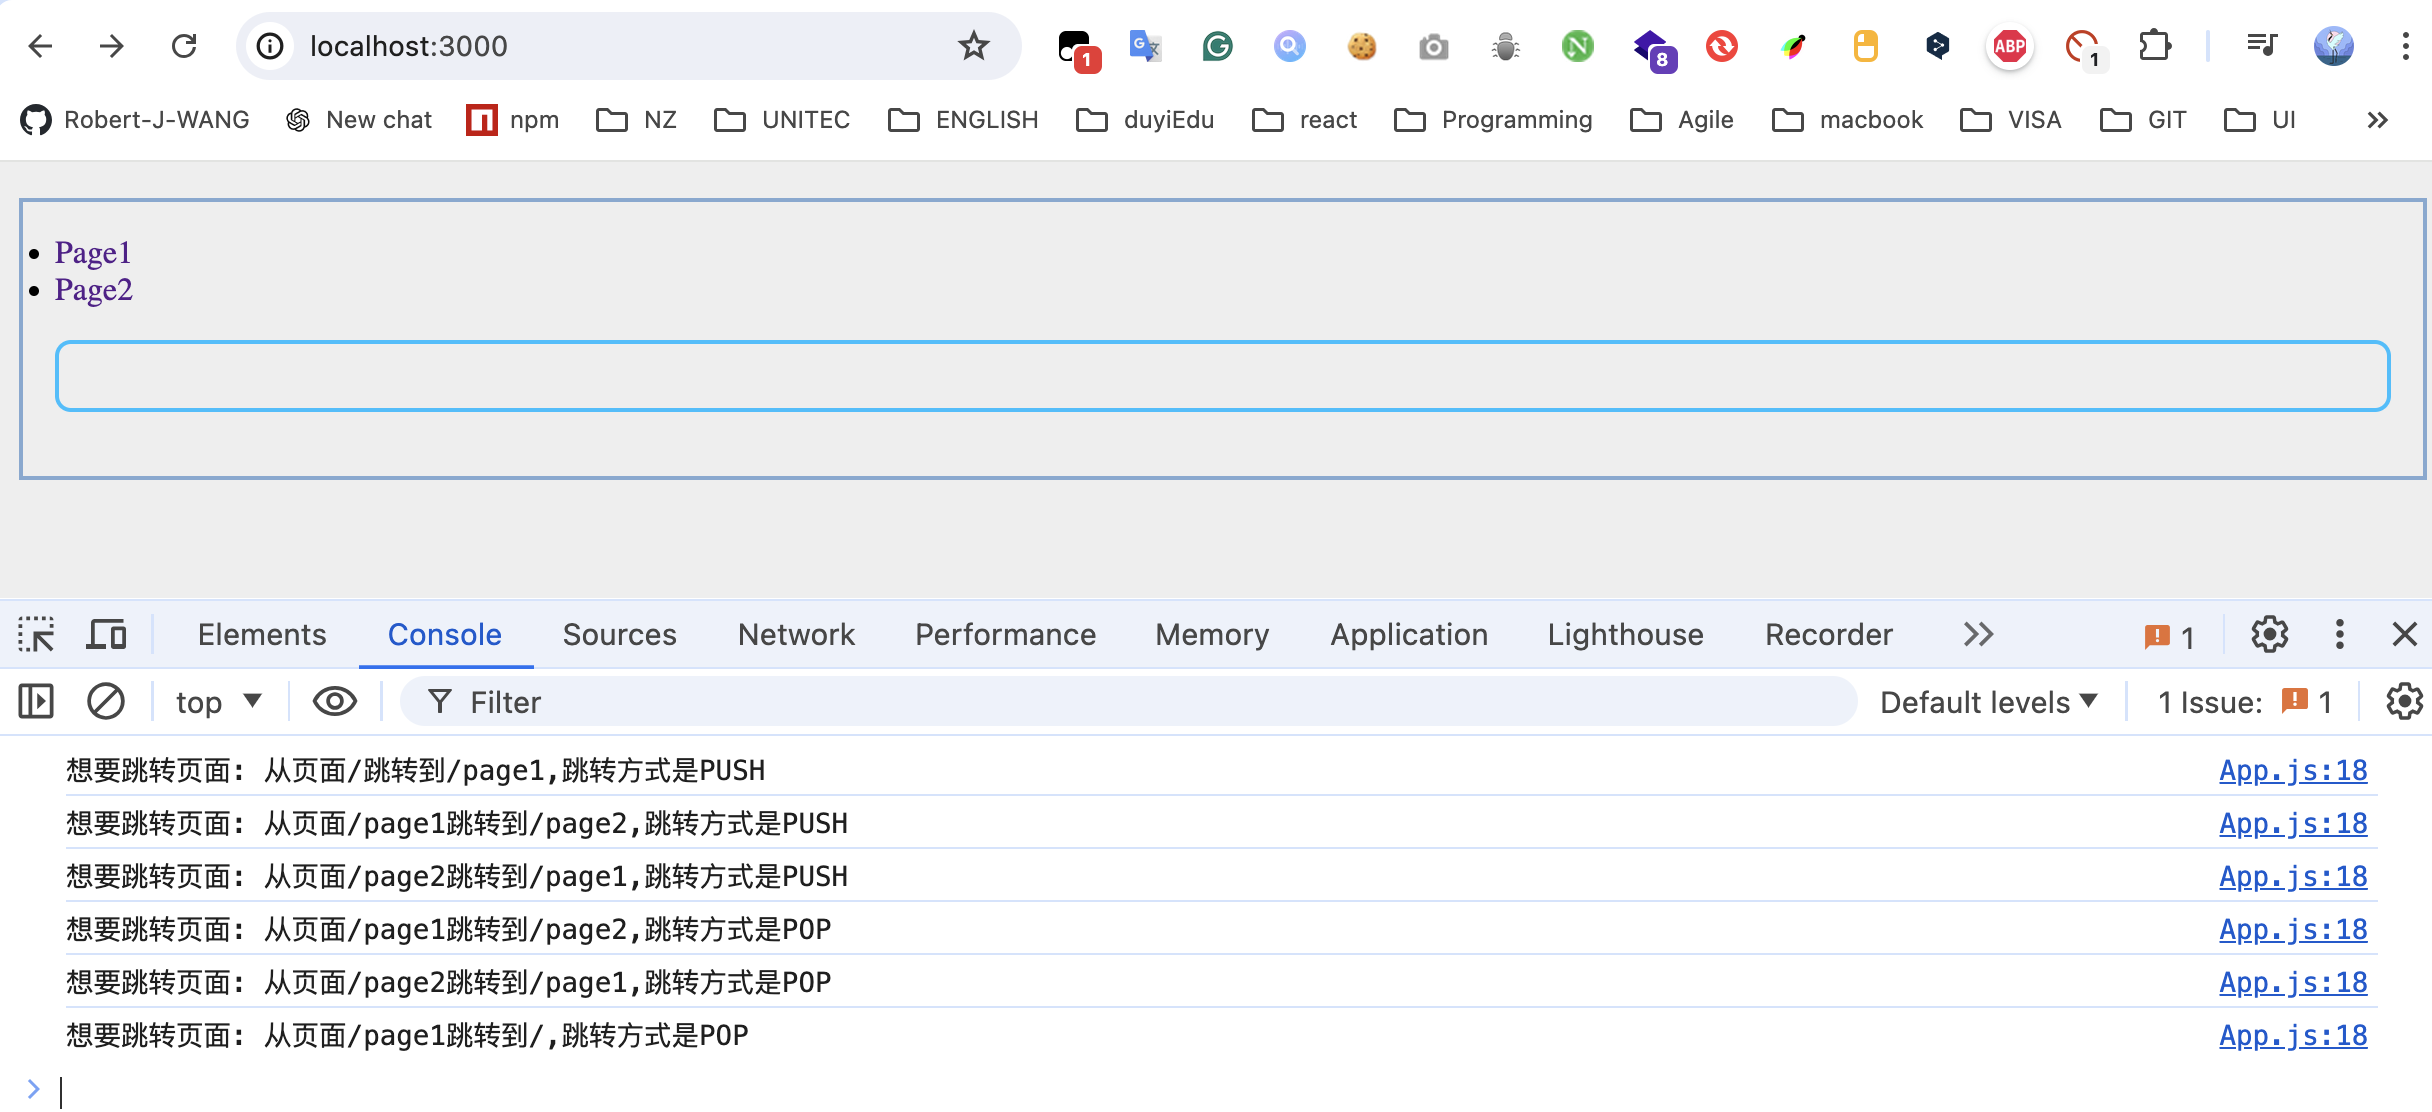 localhost:3000
1
G
8
ABP
1
Robert-J-WANG New chat npm NZ UNITEC ENGLISH duyiEdu react Programming Agile macbook VISA GIT UI
Page1
Page2
Elements Console Sources Network Performance Memory Application Lighthouse Recorder 1
top Filter Default levels 1 Issue: 1
想要跳转页面: 从页面/跳转到/page1,跳转方式是PUSH App.js:18
想要跳转页面: 从页面/page1跳转到/page2,跳转方式是PUSH App.js:18
想要跳转页面: 从页面/page2跳转到/page1,跳转方式是PUSH App.js:18
想要跳转页面: 从页面/page1跳转到/page2,跳转方式是POP App.js:18
想要跳转页面: 从页面/page2跳转到/page1,跳转方式是POP App.js:18
想要跳转页面: 从页面/page1跳转到/,跳转方式是POP App.js:18